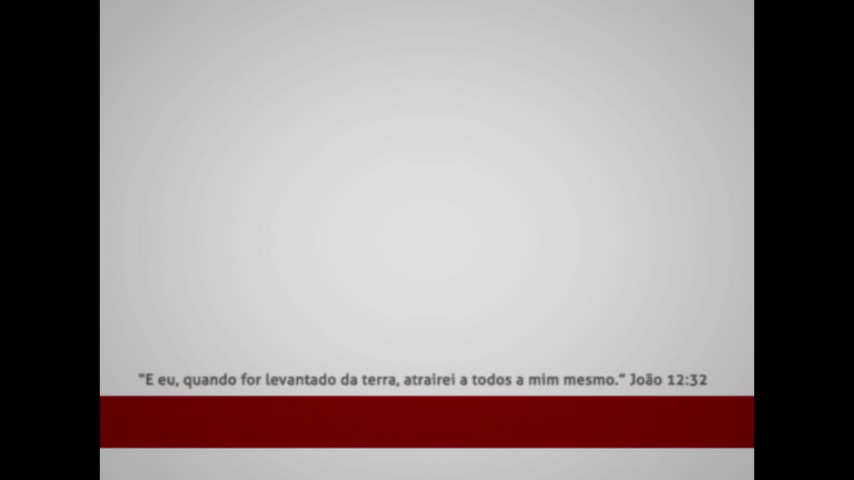 "E eu, quando for levantado da terra, atrairei a todos a mim mesmo." João 12:32